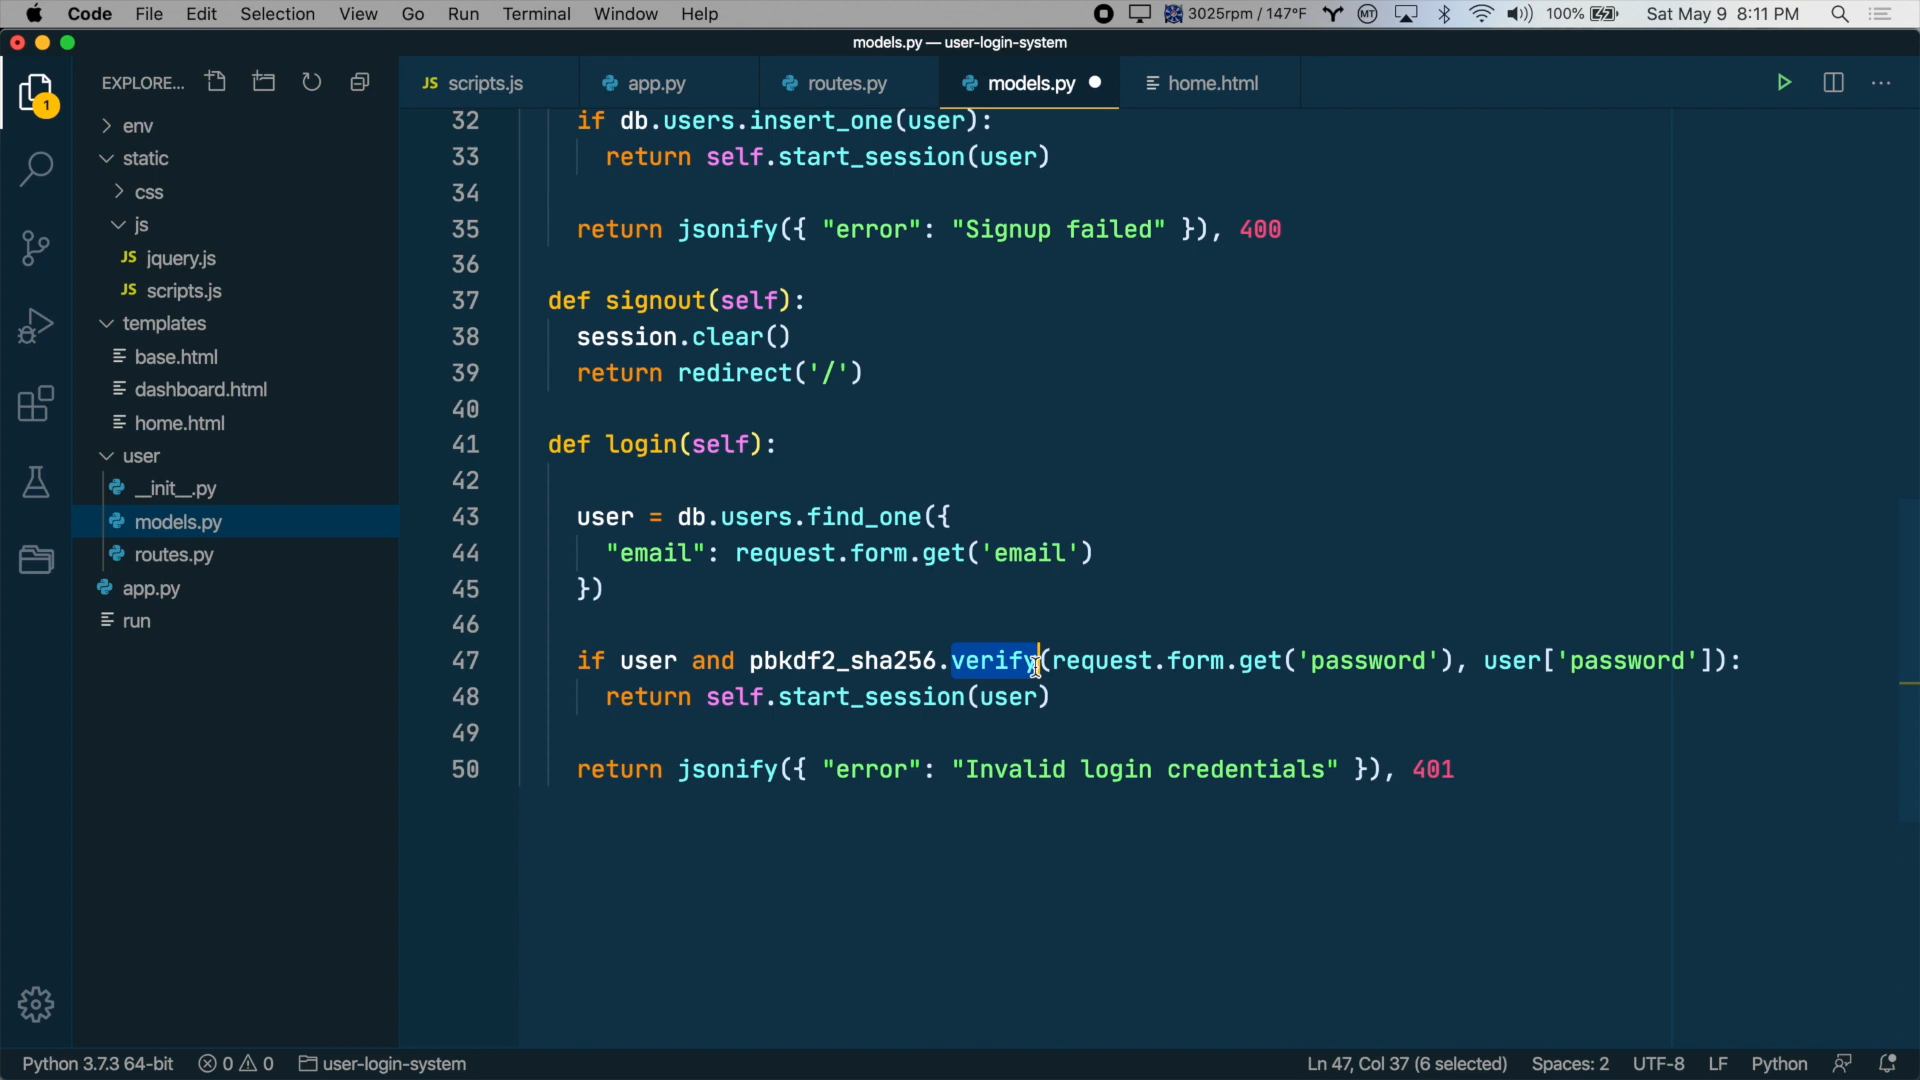 Code File Edit Selection View Go Run Terminal Window Help 3025rpm / 147°F MT 100% Sat May 9 8:11 PM
models.py — user-login-system
EXPLORE... JS scripts.js app.py routes.py models.py home.html
1
env
static
css
js
JS jquery.js
JS scripts.js
templates
base.html
dashboard.html
home.html
user
__init__.py
models.py
routes.py
app.py
run
32 if db.users.insert_one(user):
33 return self.start_session(user)
34
35 return jsonify({ "error": "Signup failed" }), 400
36
37 def signout(self):
38 session.clear()
39 return redirect('/')
40
41 def login(self):
42
43 user = db.users.find_one({
44 "email": request.form.get('email')
45 })
46
47 if user and pbkdf2_sha256.verify(request.form.get('password'), user['password']):
48 return self.start_session(user)
49
50 return jsonify({ "error": "Invalid login credentials" }), 401
Python 3.7.3 64-bit 0 0 user-login-system Ln 47, Col 37 (6 selected) Spaces: 2 UTF-8 LF Python